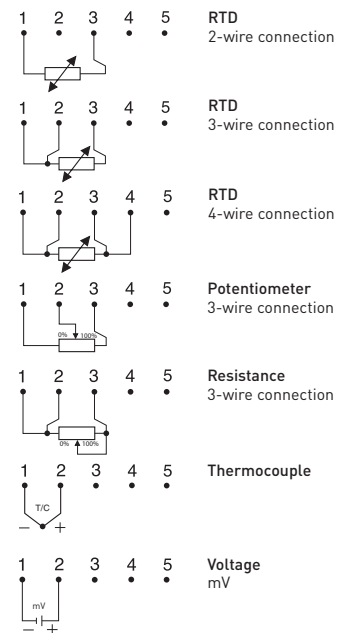 1 2 3 4 5 RTD
2-wire connection
1 2 3 4 5 RTD
3-wire connection
1 2 3 4 5 RTD
4-wire connection
1 2 3 4 5 Potentiometer
3-wire connection
0% 100%
1 2 3 4 5 Resistance
3-wire connection
0% 100%
1 2 3 4 5 Thermocouple
T/C
– +
1 2 3 4 5 Voltage
mV
mV
– +